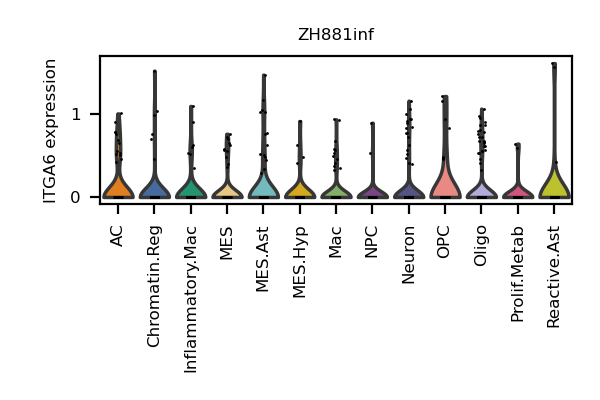 ZH881inf
ITGA6 expression
1
0
AC
Chromatin.Reg
Inflammatory.Mac
MES
MES.Ast
MES.Hyp
Mac
NPC
Neuron
OPC
Oligo
Prolif.Metab
Reactive.Ast